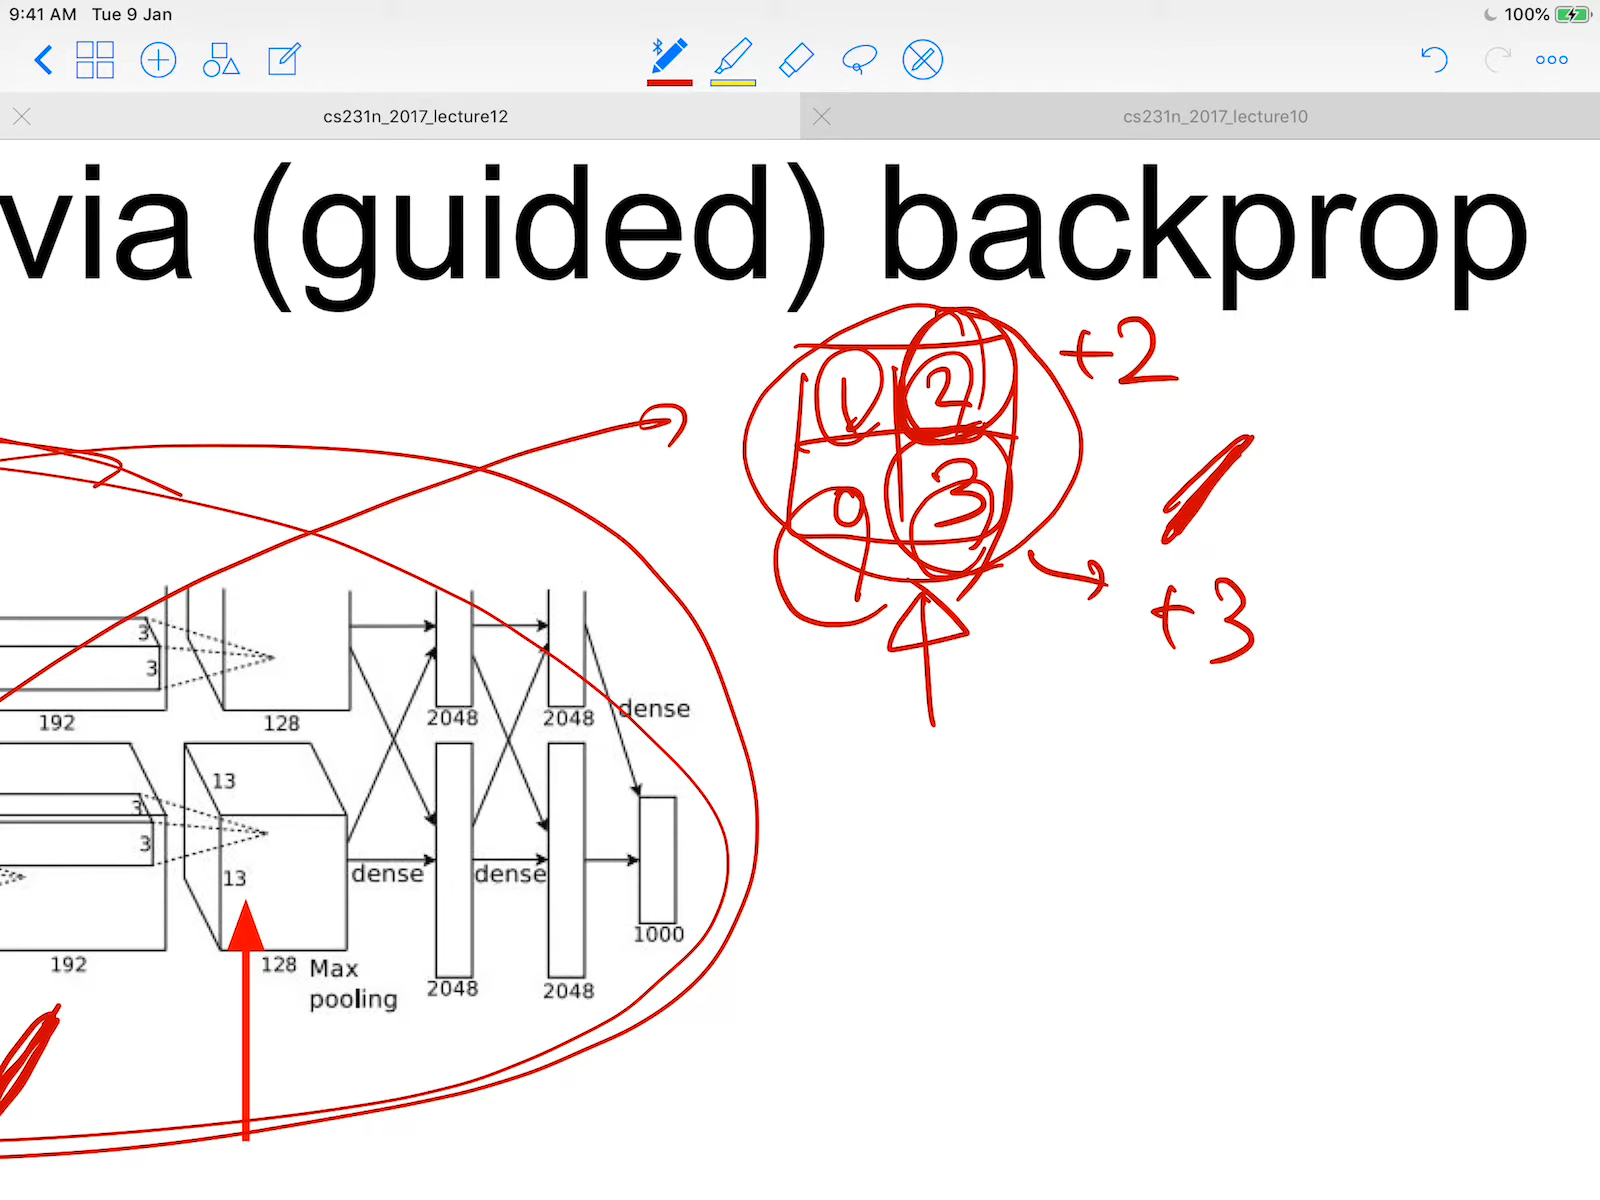 9:41 AM Tue 9 Jan
100%
cs231n_2017_lecture12
cs231n_2017_lecture10
via (guided) backprop
1 2
+2
0 3
+3
3
3
192
128
2048
2048
dense
13
3
3
13
dense
dense
192
128
Max
pooling
2048
2048
1000